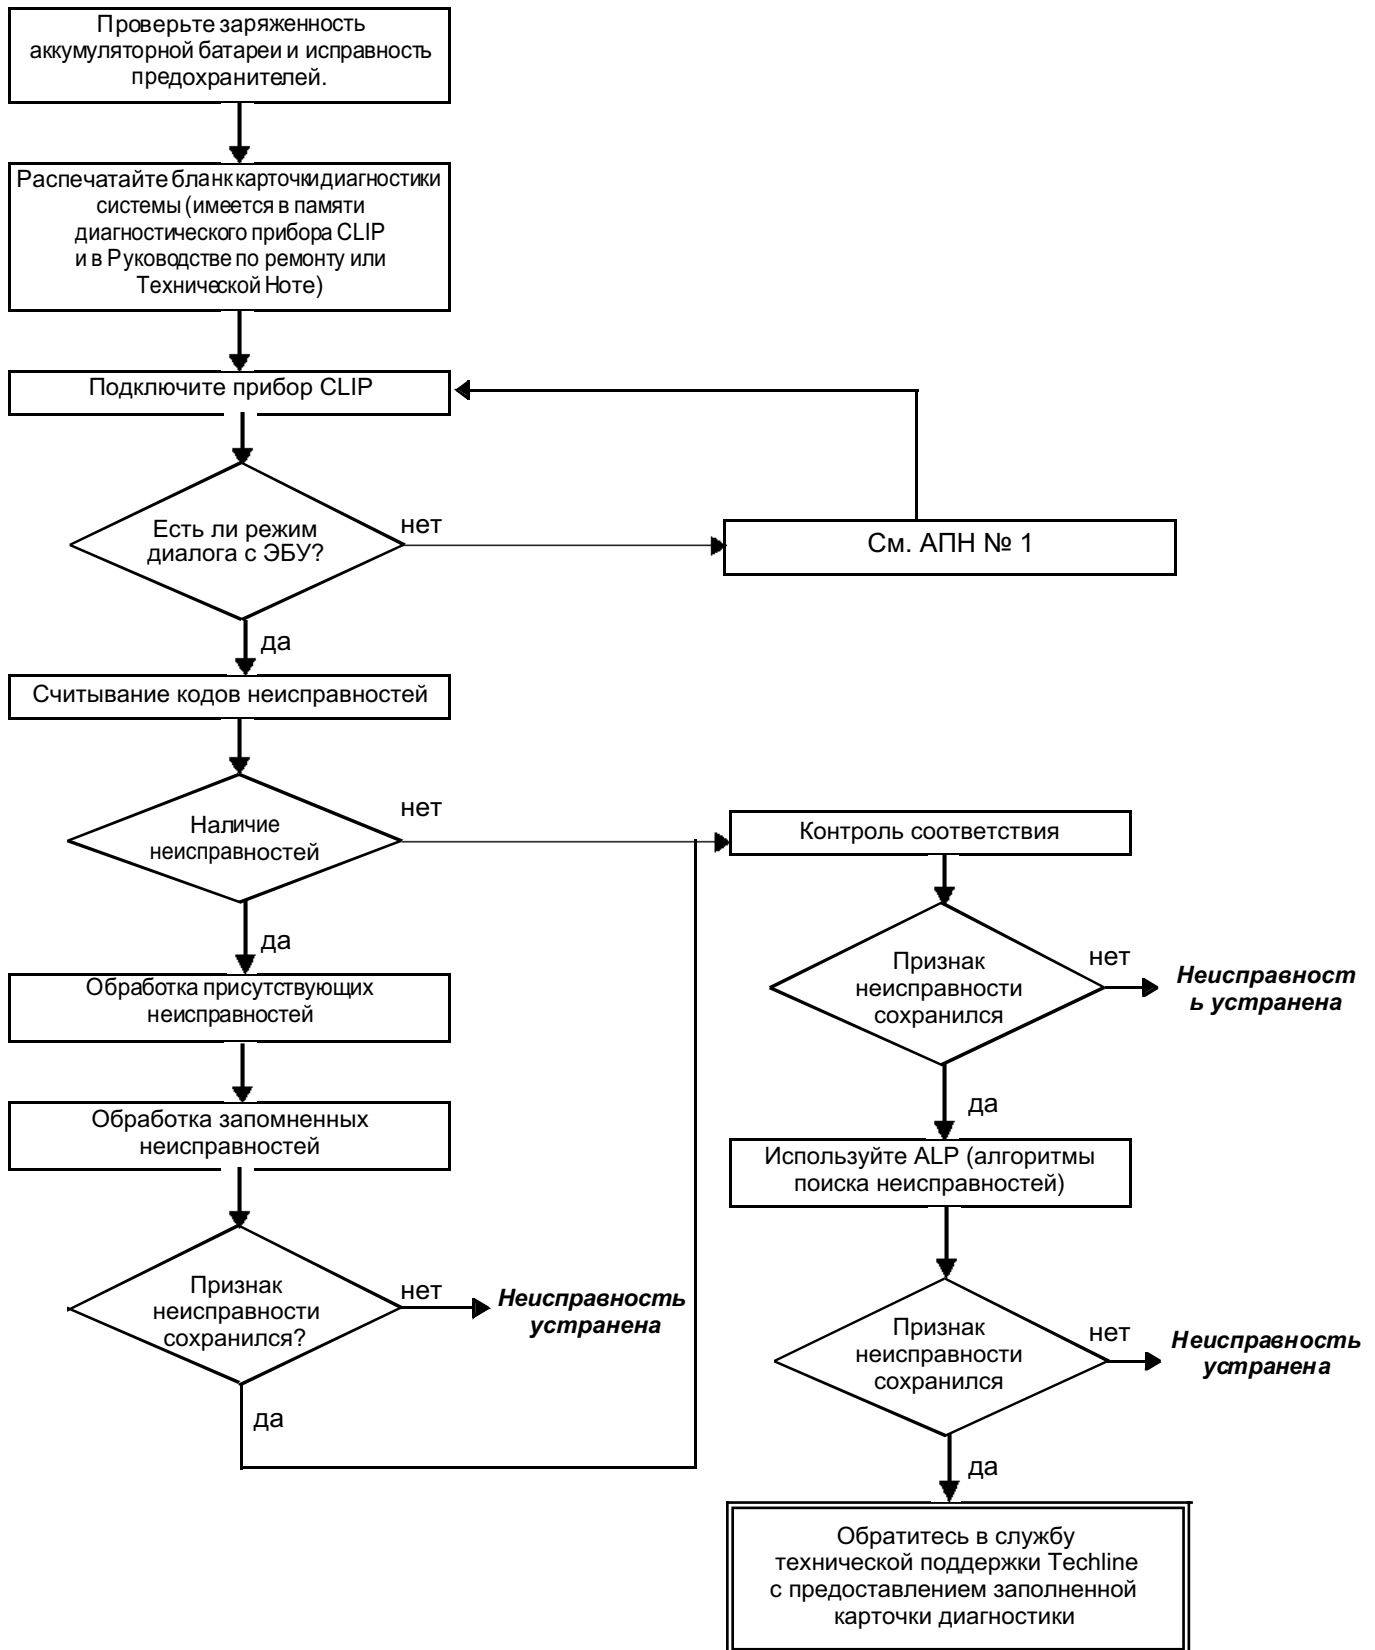 Проверьте заряженность
аккумуляторной батареи и исправность
предохранителей.
Распечатайте бланк карточки диагностики
системы (имеется в памяти
диагностического прибора CLIP
и в Руководстве по ремонту или
Технической Ноте)
Подключите прибор CLIP
Есть ли режим
диалога с ЭБУ?
нет
См. АПН № 1
да
Считывание кодов неисправностей
Наличие
неисправностей
нет
да
Обработка присутствующих
неисправностей
Обработка запомненных
неисправностей
Признак
неисправности
сохранился?
нет
Неисправность
устранена
да
Контроль соответствия
Признак
неисправности
сохранился
нет
Неисправност
ь устранена
да
Используйте ALP (алгоритмы
поиска неисправностей)
Признак
неисправности
сохранился
нет
Неисправность
устранена
да
Обратитесь в службу
технической поддержки Techline
с предоставлением заполненной
карточки диагностики